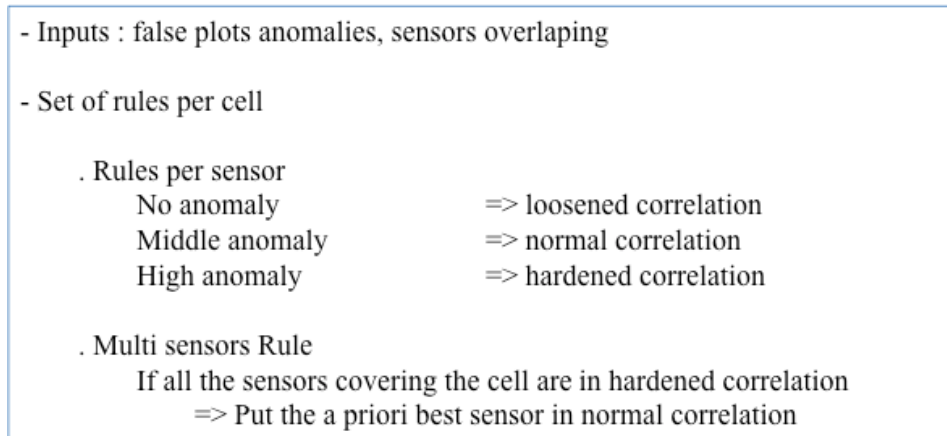 - Inputs : false plots anomalies, sensors overlaping
- Set of rules per cell
. Rules per sensor
No anomaly => loosened correlation
Middle anomaly => normal correlation
High anomaly => hardened correlation
. Multi sensors Rule
If all the sensors covering the cell are in hardened correlation
=> Put the a priori best sensor in normal correlation